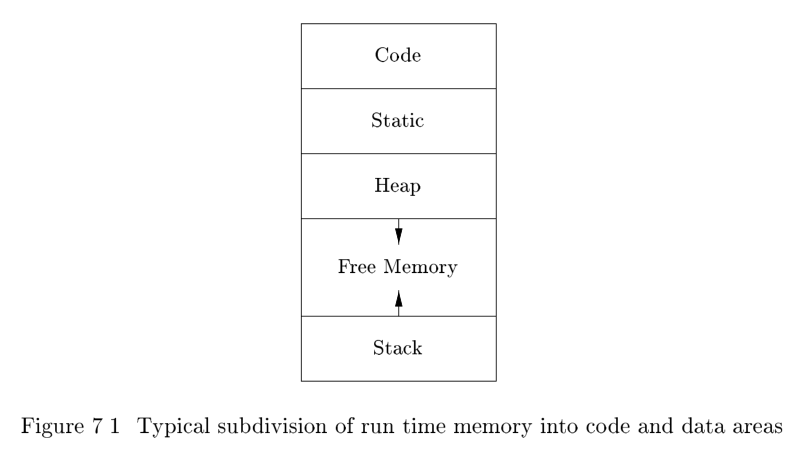 Code
Static
Heap
Free Memory
Stack
Figure 7 1 Typical subdivision of run time memory into code and data areas